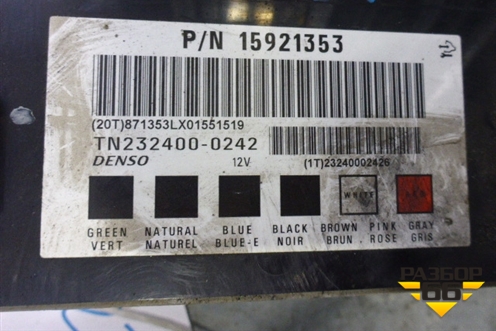 P/N 15921353
(20T)871353LX01551519
TN232400-0242
DENSO 12V
(1T)23240002426
WHITE RED
GREEN NATURAL BLUE BLACK BROWN PINK GRAY
VERT NATUREL BLUE-E NOIR BRUN. ROSE GRIS
РАЗБОР